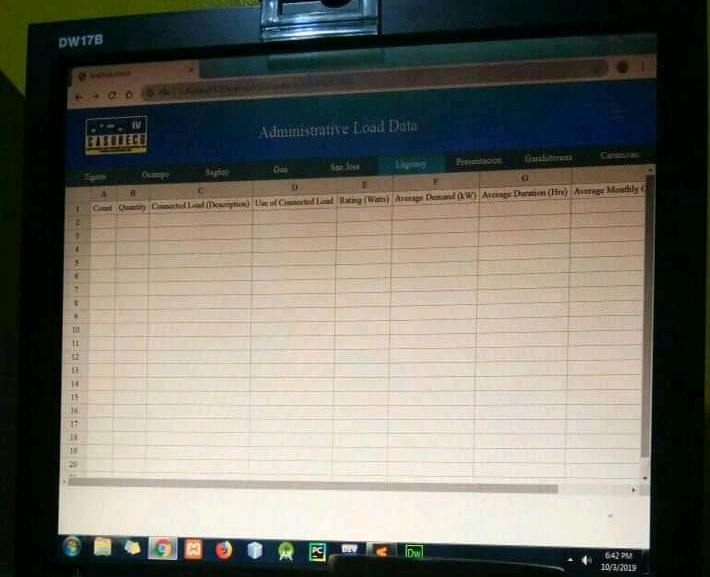 DW17B
IV
CASURECO
Administrative Load Data
Tigaon Ocampo Sagñay Goa San Jose Lagonoy Presentacion Garchitorena Caramoan
A B C D E F G
1 Count Quantity Connected Load (Description) Use of Connected Load Rating (Watts) Average Demand (kW) Average Duration (Hrs) Average Monthly C
2
3
4
5
6
7
8
9
10
11
12
13
14
15
16
17
18
19
20
PC DEV Dw
6:42 PM
10/3/2019